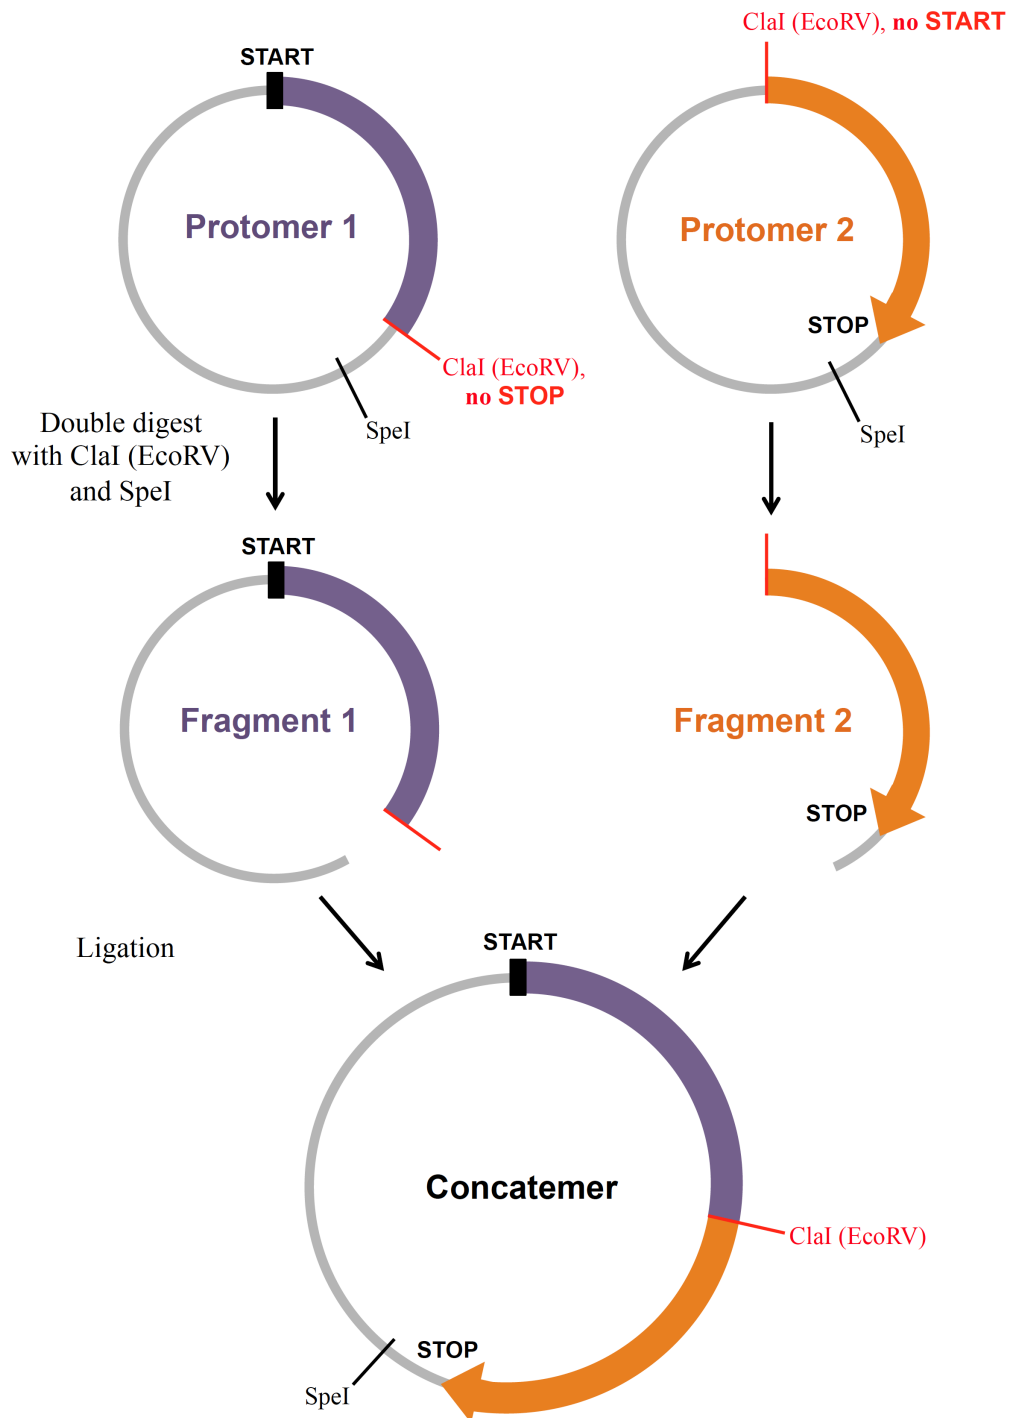 ClaI (EcoRV), no START
START
Protomer 1
Protomer 2
STOP
ClaI (EcoRV),
no STOP
SpeI
SpeI
Double digest
with ClaI (EcoRV)
and SpeI
START
Fragment 1
Fragment 2
STOP
Ligation
START
Concatemer
ClaI (EcoRV)
STOP
SpeI